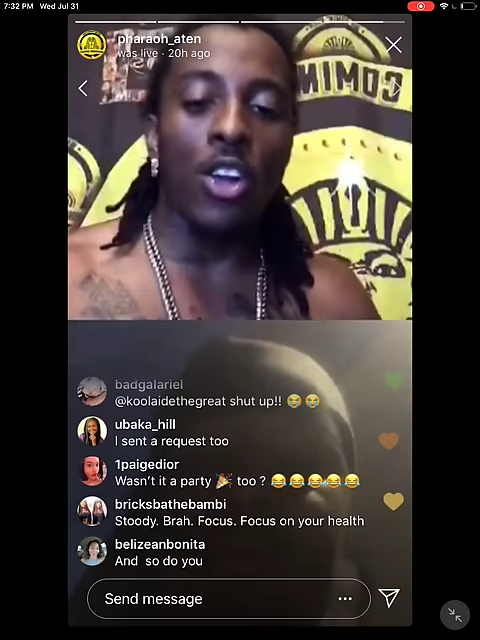 7:32 PM Wed Jul 31
pharaoh_aten
was live · 20h ago
COMIN
badgalariel
@koolaidethegreat shut up!! 😭😭
ubaka_hill
I sent a request too
1paigedior
Wasn't it a party 🎉 too ? 😂😂😂😂😂
bricksbathebambi
Stoody. Brah. Focus. Focus on your health
belizeanbonita
And so do you
Send message